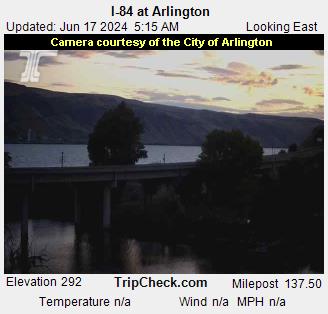 I-84 at Arlington
Updated: Jun 17 2024 5:15 AM Looking East
Camera courtesy of the City of Arlington
Elevation 292 TripCheck.com Milepost 137.50
Temperature n/a Wind n/a MPH n/a